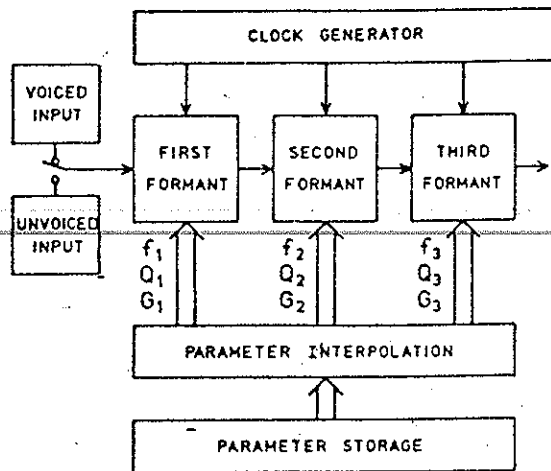 CLOCK GENERATOR
VOICED
INPUT
FIRST
FORMANT
SECOND
FORMANT
THIRD
FORMANT
UNVOICED
INPUT
f₁
Q₁
G₁
f₂
Q₂
G₂
f₃
Q₃
G₃
PARAMETER INTERPOLATION
PARAMETER STORAGE